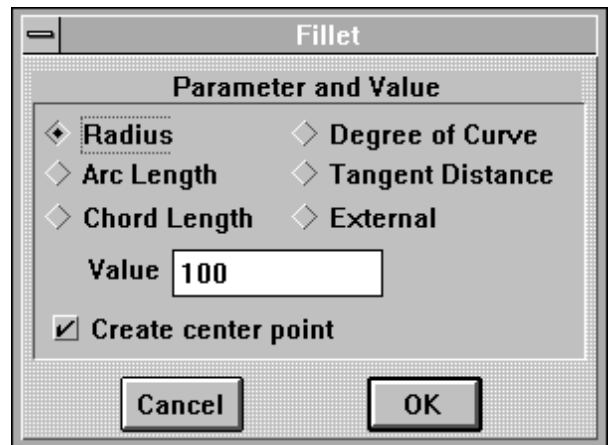 Fillet
Parameter and Value
Radius Degree of Curve
Arc Length Tangent Distance
Chord Length External
Value 100
Create center point
Cancel OK